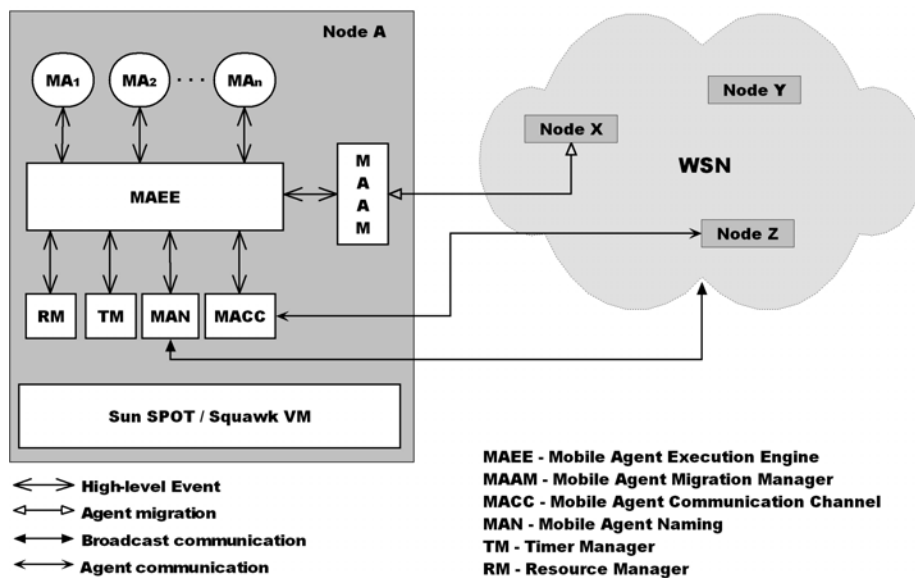 Node A
MA1 MA2 · · · MAn
Node Y
Node X
M
A
A
M
WSN
MAEE
Node Z
RM TM MAN MACC
Sun SPOT / Squawk VM
High-level Event
Agent migration
Broadcast communication
Agent communication
MAEE - Mobile Agent Execution Engine
MAAM - Mobile Agent Migration Manager
MACC - Mobile Agent Communication Channel
MAN - Mobile Agent Naming
TM - Timer Manager
RM - Resource Manager